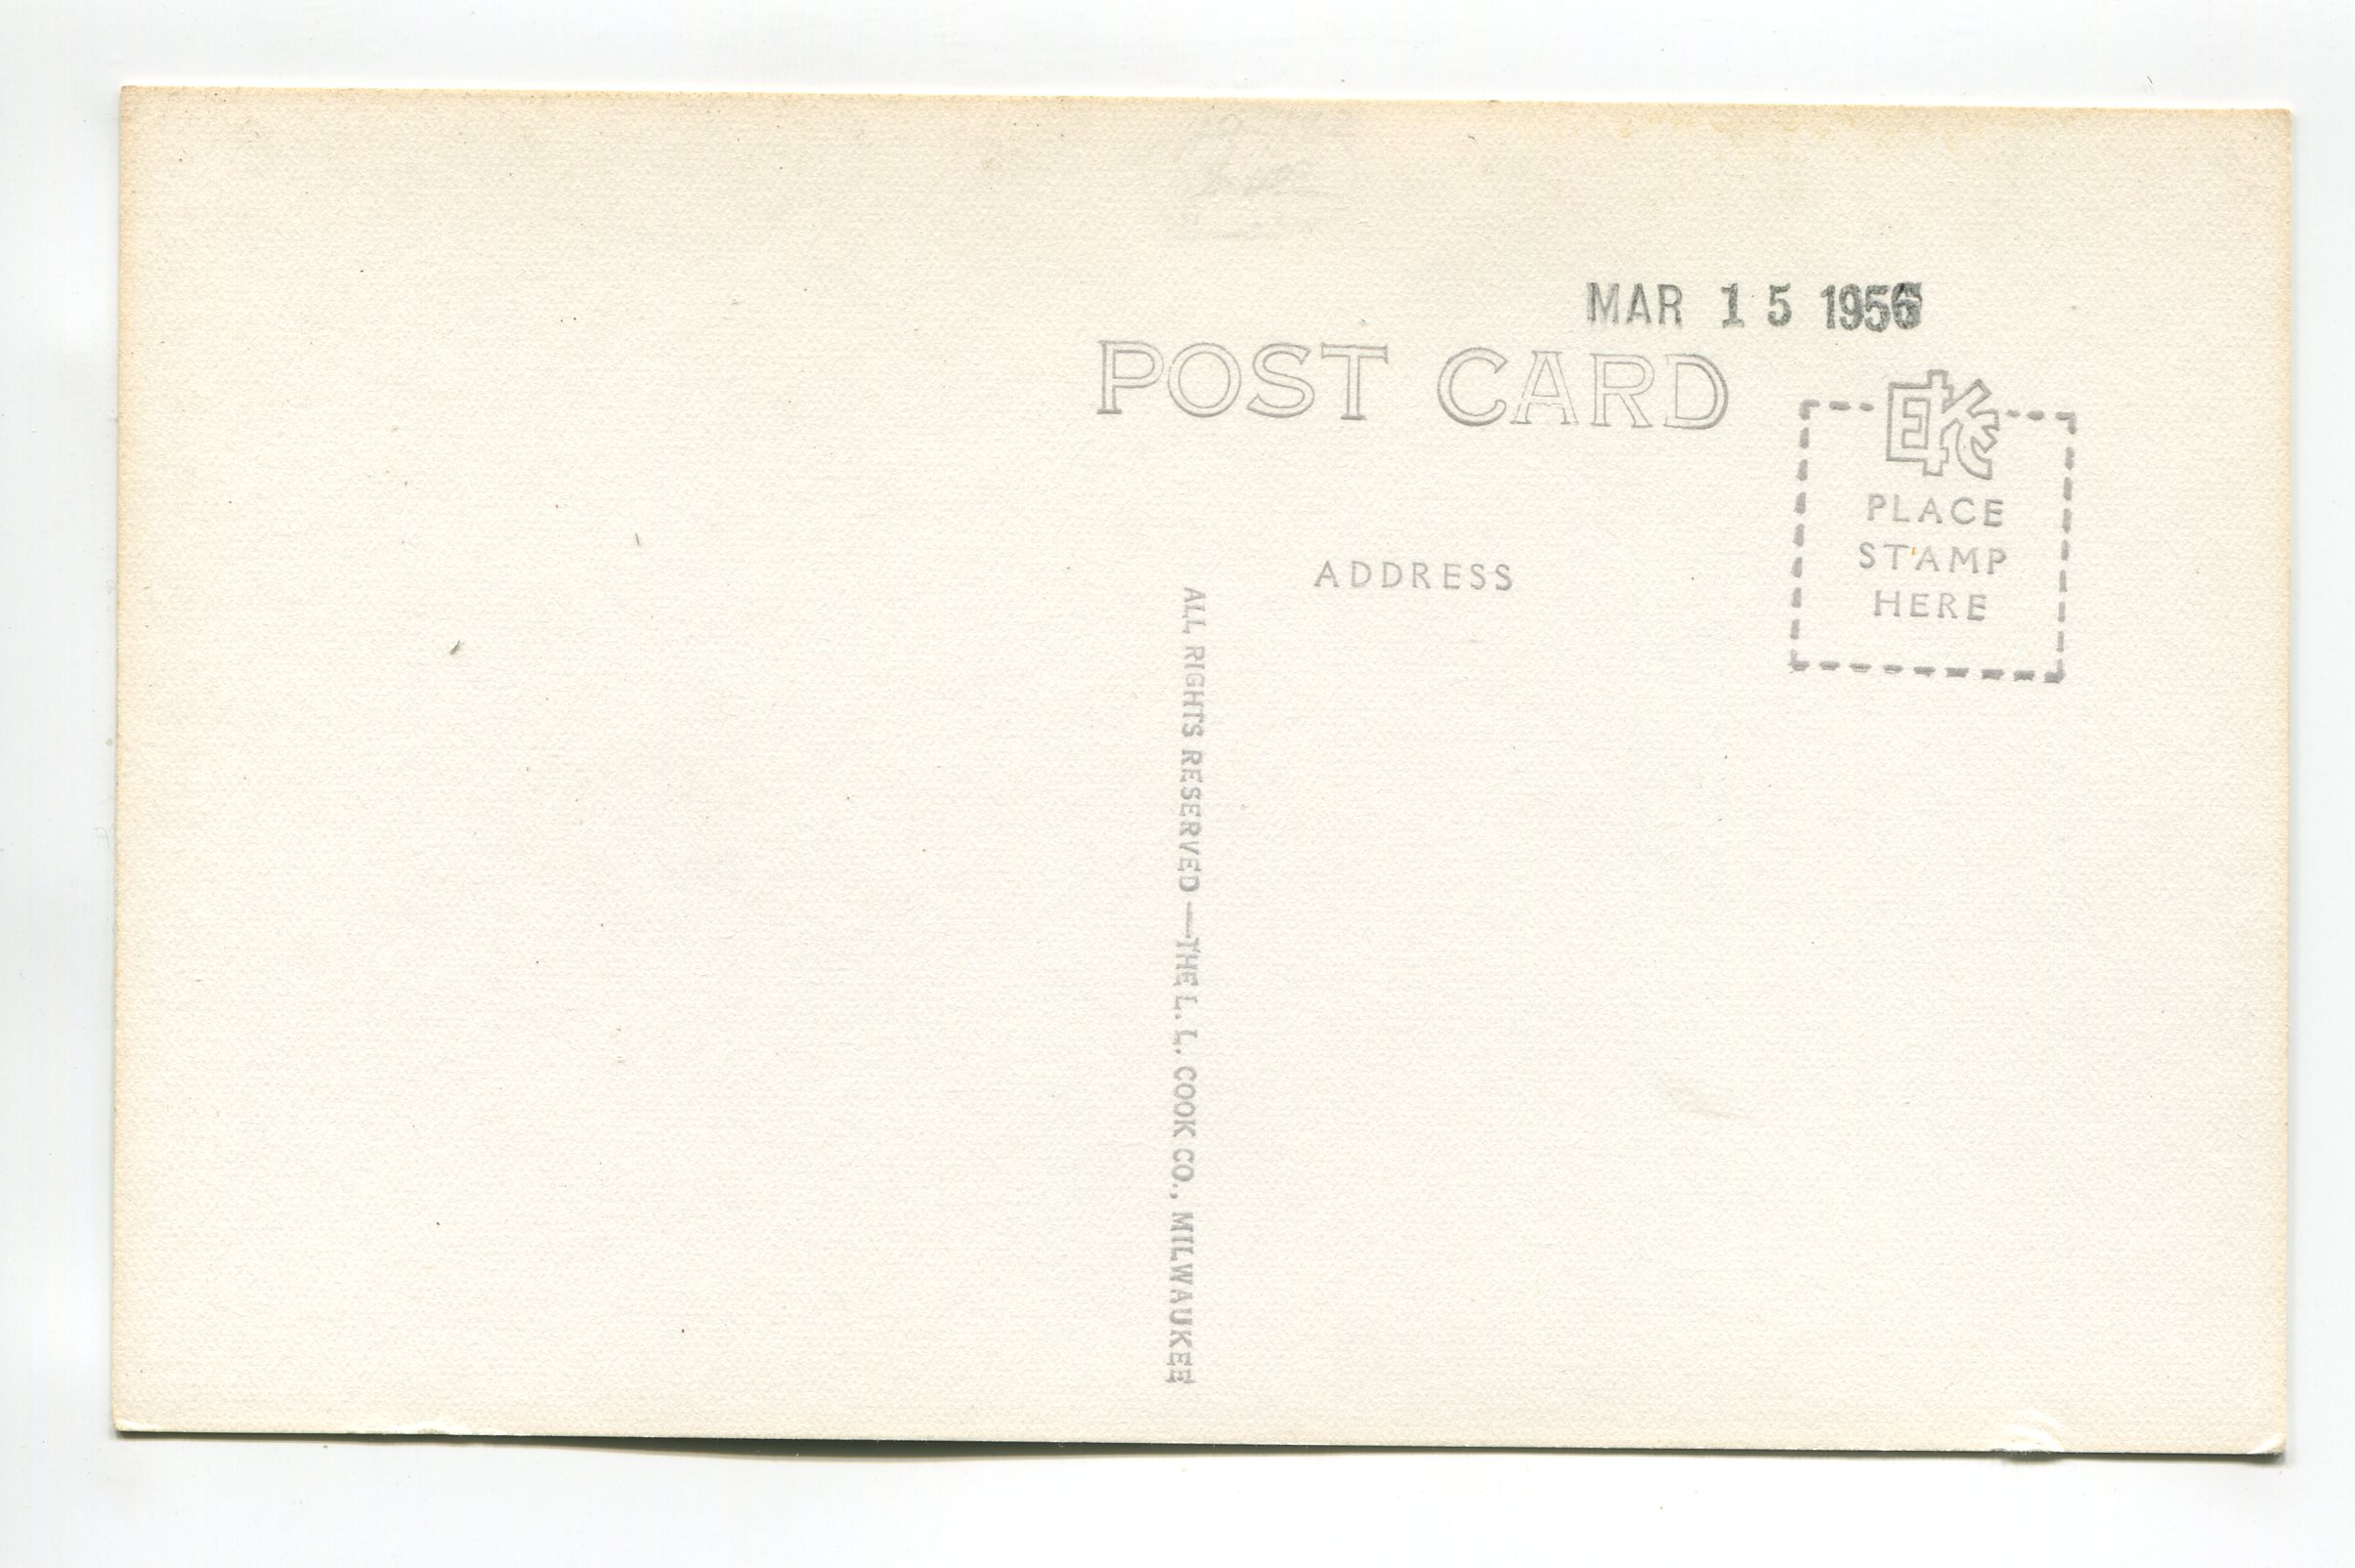 MAR 15 1956
POST CARD
EKC
PLACE
STAMP
HERE
ADDRESS
ALL RIGHTS RESERVED—THE L. L. COOK CO., MILWAUKEE